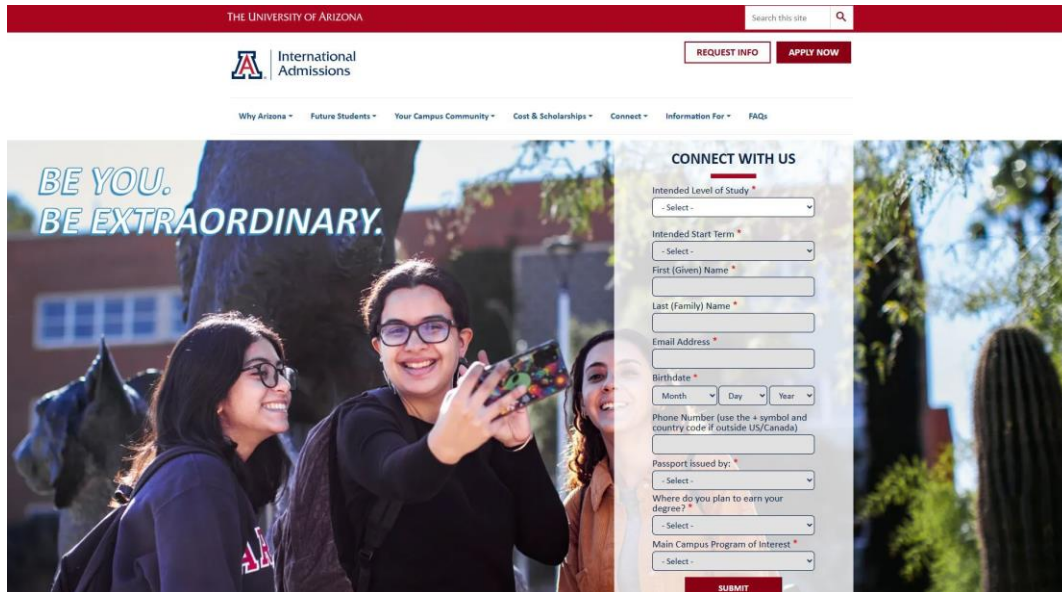 THE UNIVERSITY OF ARIZONA
Search this site
A
International
Admissions
REQUEST INFO
APPLY NOW
Why Arizona
Future Students
Your Campus Community
Cost & Scholarships
Connect
Information For
FAQs
BE YOU.
BE EXTRAORDINARY.
CONNECT WITH US
Intended Level of Study *
- Select -
Intended Start Term *
- Select -
First (Given) Name *
Last (Family) Name *
Email Address *
Birthdate *
Month Day Year
Phone Number (use the + symbol and
country code if outside US/Canada)
Passport issued by: *
- Select -
Where do you plan to earn your
degree? *
- Select -
Main Campus Program of Interest *
- Select -
SUBMIT